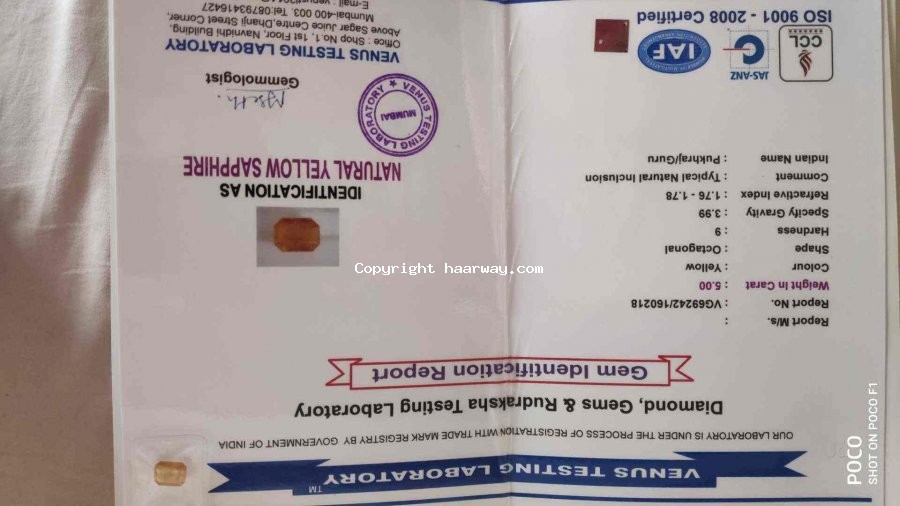 VENUS TESTING LABORATORY ™
OUR LABORATORY IS UNDER THE PROCESS OF REGISTRATION WITH TRADE MARK REGISTRY BY GOVERNMENT OF INDIA
Diamond, Gems & Rudraksha Testing Laboratory
Gem Identification Report
Report M/s. :
Report No. : VG69242/160218
Weight In Carat : 5.00
Colour : Yellow
Shape : Octagonal
Hardness : 9
Specify Gravity : 3.99
Refractive Index : 1.76 - 1.78
Comment : Typical Natural Inclusion
Indian Name : Pukhraj/Guru
CCL
JAS-ANZ
IAF
ISO 9001 - 2008 Certified
IDENTIFICATION AS
NATURAL YELLOW SAPPHIRE
VENUS TESTING LABORATORY
MUMBAI
Gemmologist
VENUS TESTING LABORATORY
Office : Shop No. 1, 1st Floor, Navnidhi Building,
Above Sagar Juice Centre, Dhanji Street Corner,
Mumbai-400 003. Tel:08793416427
E-mail :
Copyright haarway.com
POCO
SHOT ON POCO F1